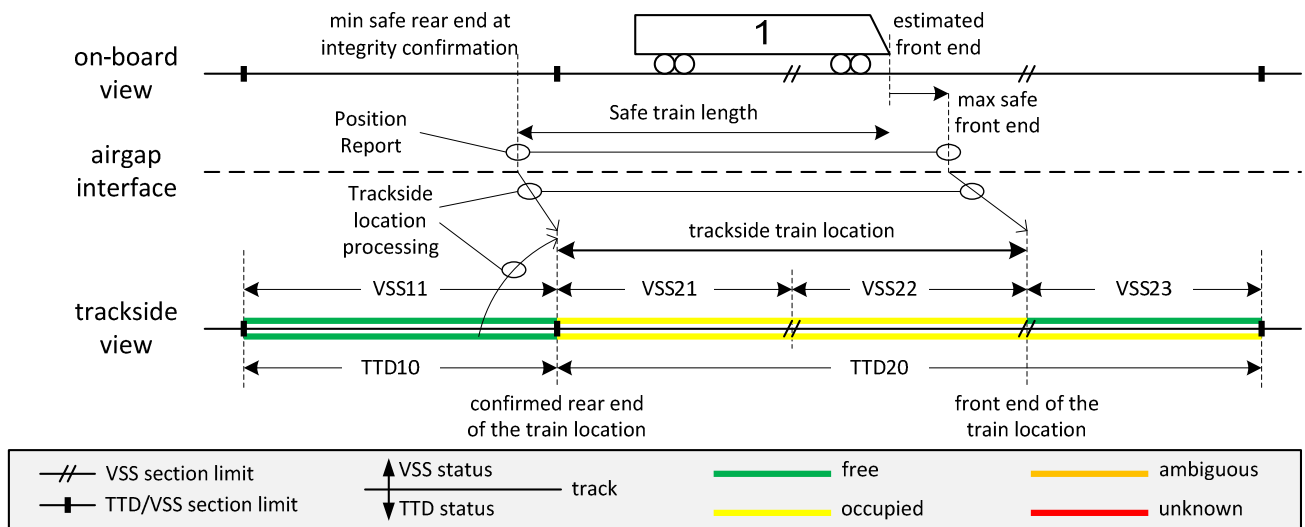 min safe rear end at
integrity confirmation
1
estimated
front end
on-board
view
Safe train length
max safe
front end
Position
Report
airgap
interface
Trackside
location
processing
trackside train location
VSS11
VSS21
VSS22
VSS23
trackside
view
TTD10
TTD20
confirmed rear end
of the train location
front end of the
train location
VSS section limit
TTD/VSS section limit
VSS status
track
TTD status
free
occupied
ambiguous
unknown